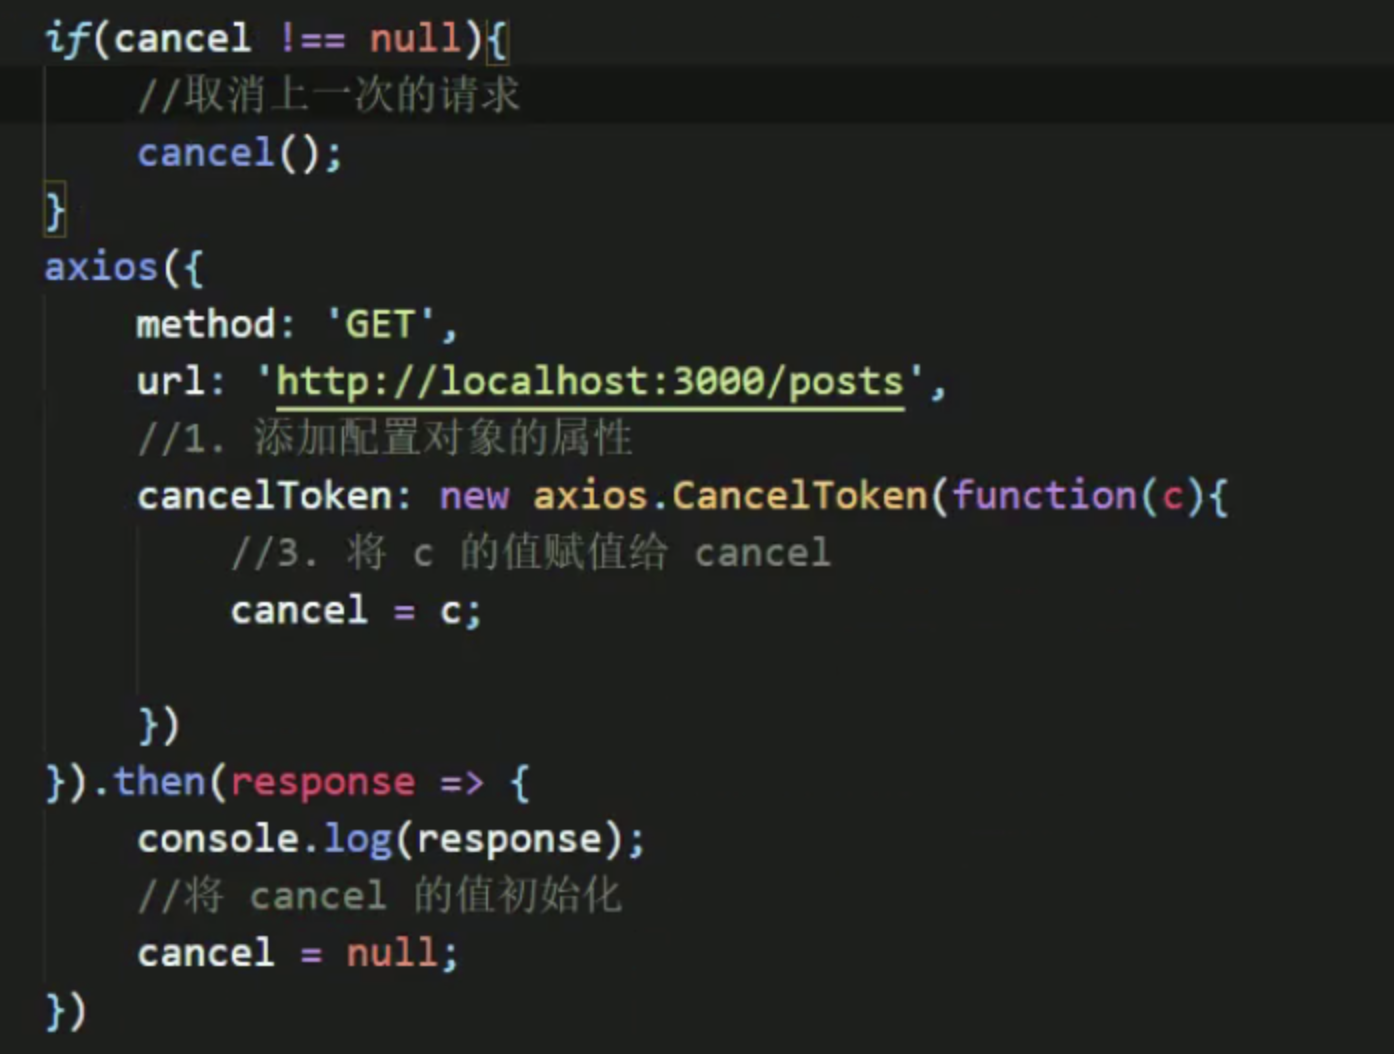 if(cancel !== null){
//取消上一次的请求
cancel();
}
axios({
method: 'GET',
url: 'http://localhost:3000/posts',
//1. 添加配置对象的属性
cancelToken: new axios.CancelToken(function(c){
//3. 将 c 的值赋值给 cancel
cancel = c;
})
}).then(response => {
console.log(response);
//将 cancel 的值初始化
cancel = null;
})